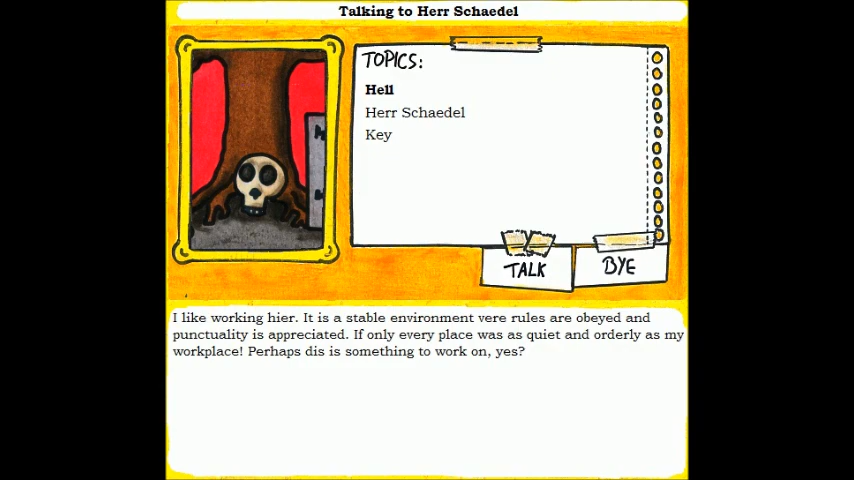 Talking to Herr Schaedel
TOPICS:
Hell
Herr Schaedel
Key
TALK
BYE
I like working hier. It is a stable environment vere rules are obeyed and
punctuality is appreciated. If only every place was as quiet and orderly as my
workplace! Perhaps dis is something to work on, yes?